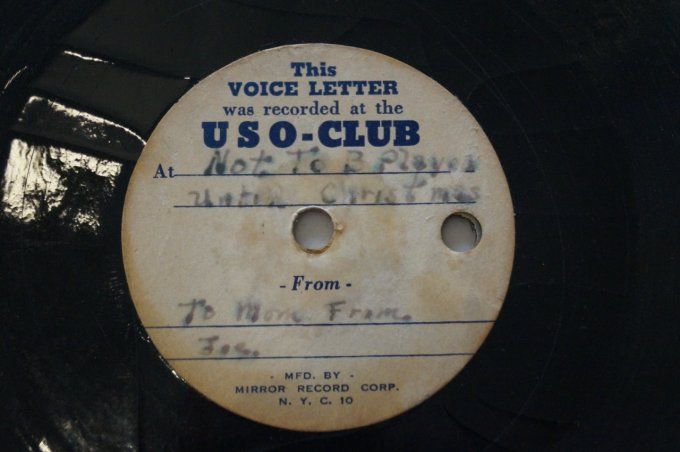 This
VOICE LETTER
was recorded at the
USO-CLUB
At Not To B Played
Until Christmas
- From -
To Mom From.
Joe.
- MFD. BY -
MIRROR RECORD CORP.
N. Y. C. 10